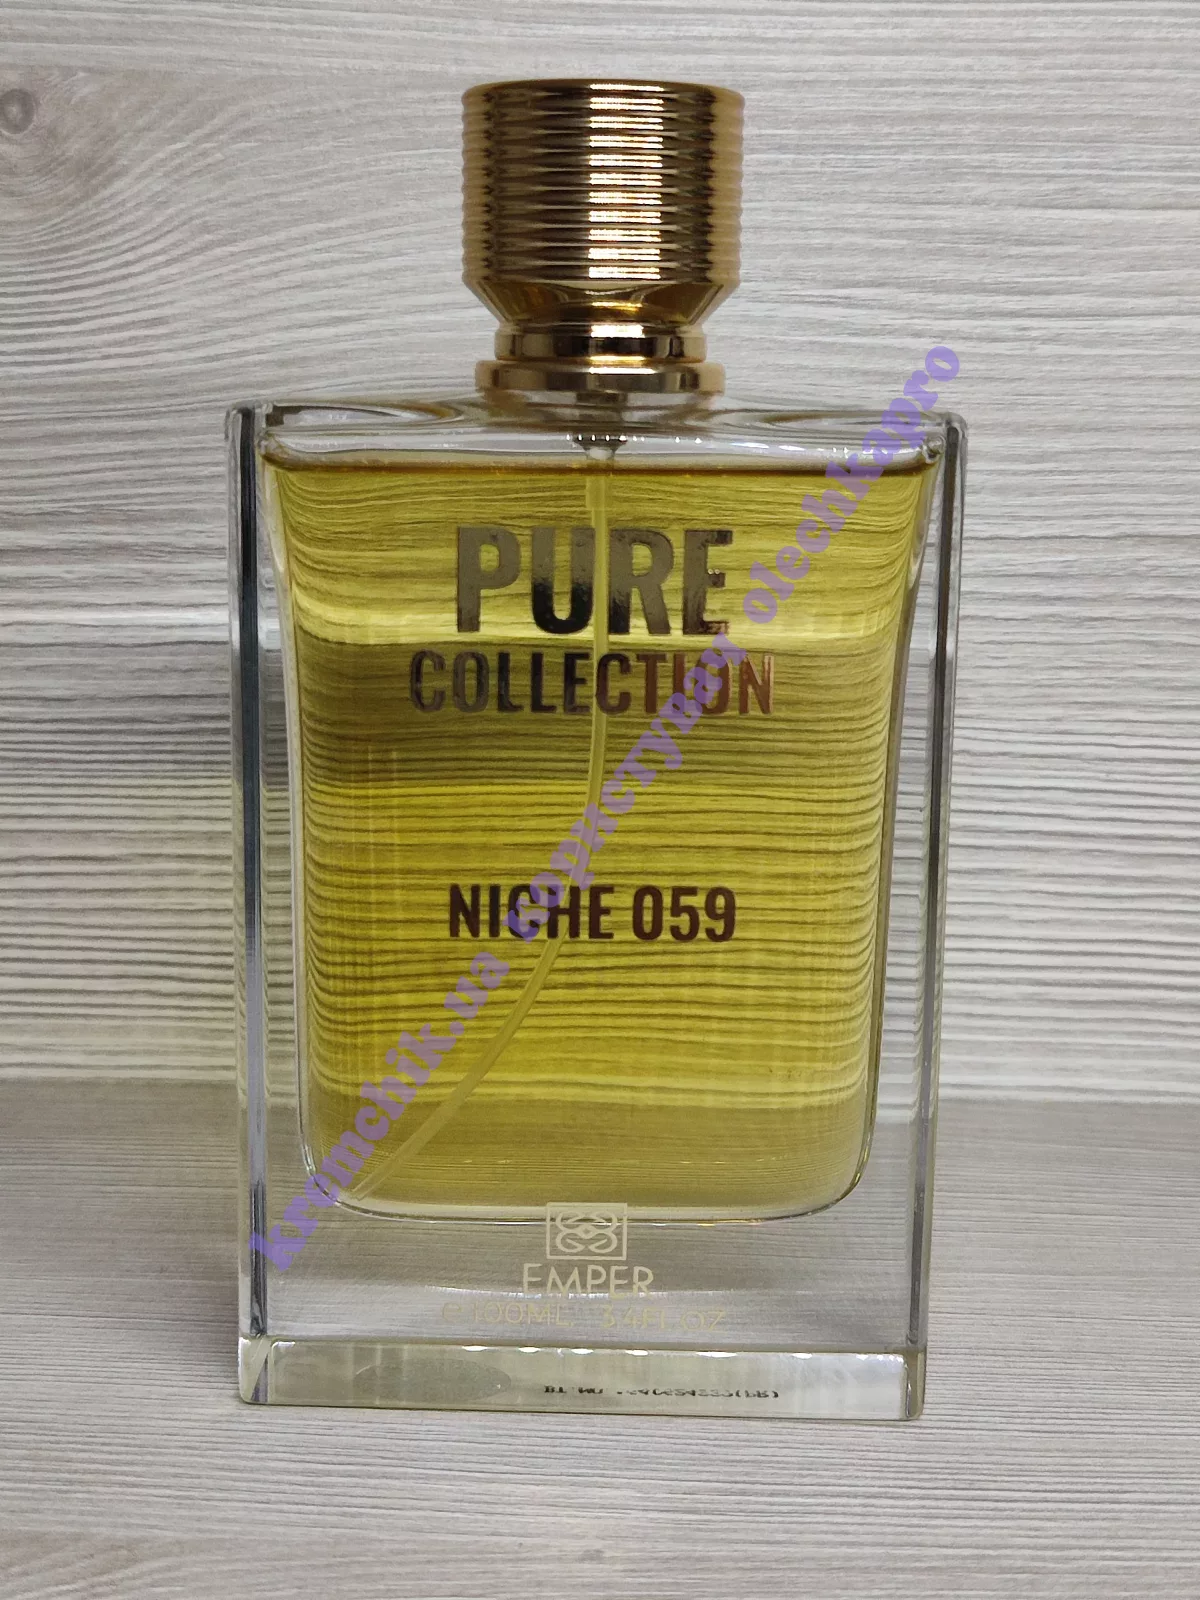 PURE
COLLECTION
NICHE 059
EMPER
100ML 3.4FL.OZ
kremchik.ua користувач olechkapro